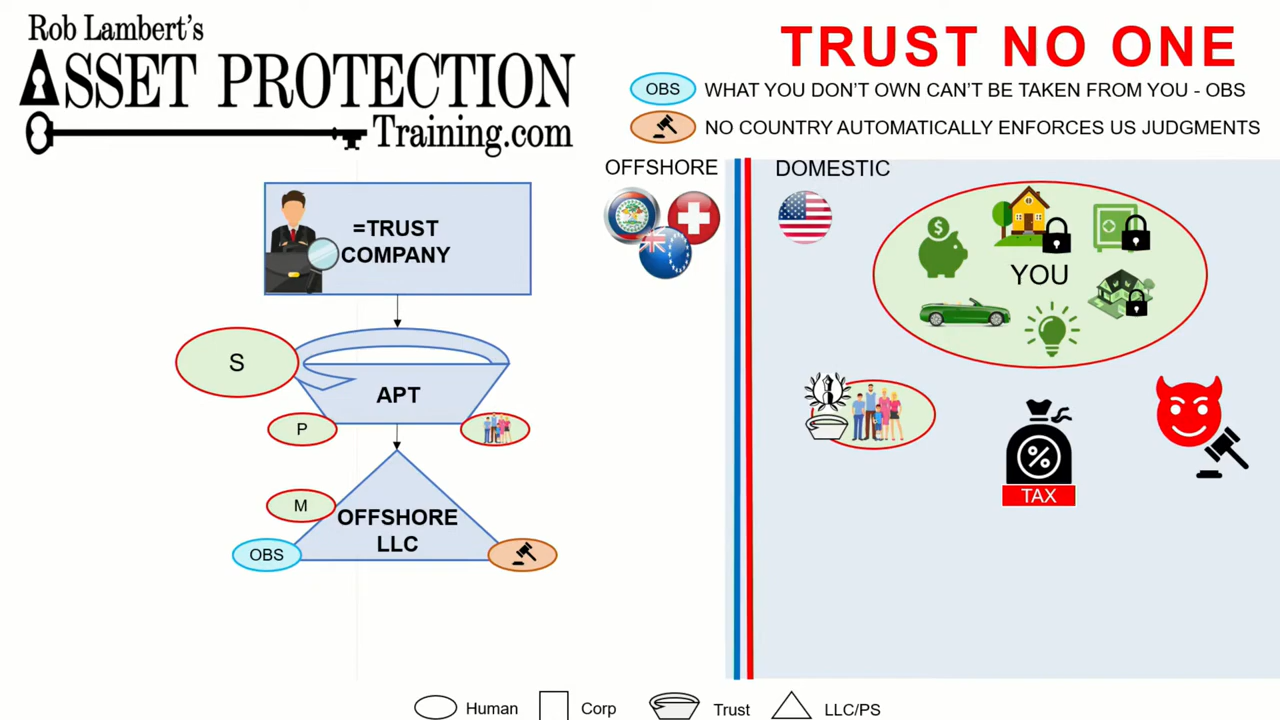 Rob Lambert's
ASSET PROTECTION
Training.com
TRUST NO ONE
OBS WHAT YOU DON'T OWN CAN'T BE TAKEN FROM YOU - OBS
NO COUNTRY AUTOMATICALLY ENFORCES US JUDGMENTS
OFFSHORE
DOMESTIC
=TRUST
COMPANY
S
APT
P
M
OFFSHORE
LLC
OBS
$
YOU
%
TAX
Human
Corp
Trust
LLC/PS